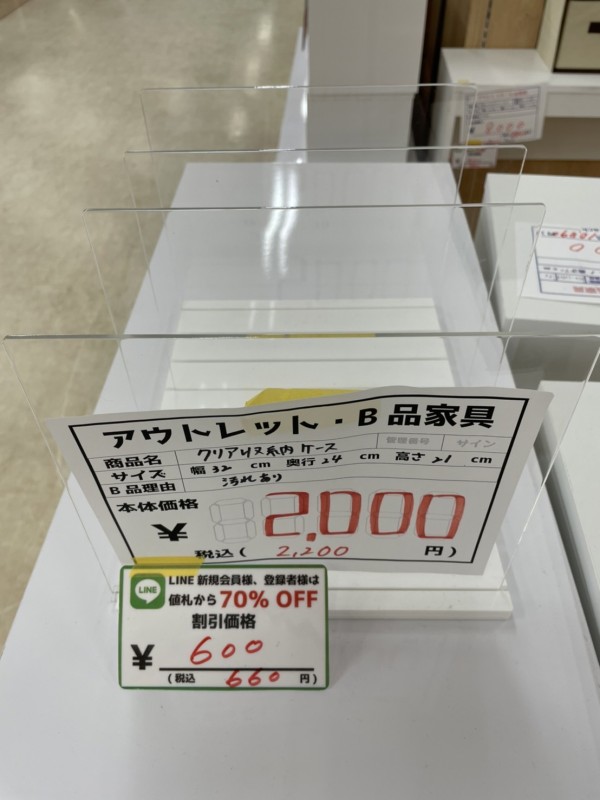 アウトレット・B品家具
商品名 クリア収納ケース 管理番号 サイン
サイズ 幅 32 cm 奥行 24 cm 高さ 21 cm
B品理由 汚れあり
本体価格
¥ 2,000
税込( 2,200 円)
LINE
LINE 新規会員様、登録者様は
値札から70% OFF
割引価格
¥ 600
(税込 660 円)